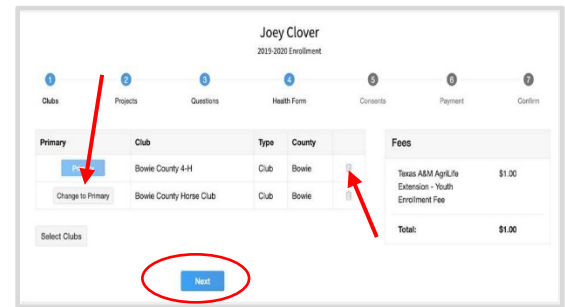 Joey Clover
2019-2020 Enrollment
1 2 3 4 5 6 7
Clubs Projects Questions Health Form Consents Payment Confirm
Primary Club Type County Fees
Primary Bowie County 4-H Club Bowie
Change to Primary Bowie County Horse Club Club Bowie
Texas A&M AgriLife $1.00
Extension - Youth
Enrollment Fee
Total: $1.00
Select Clubs
Next